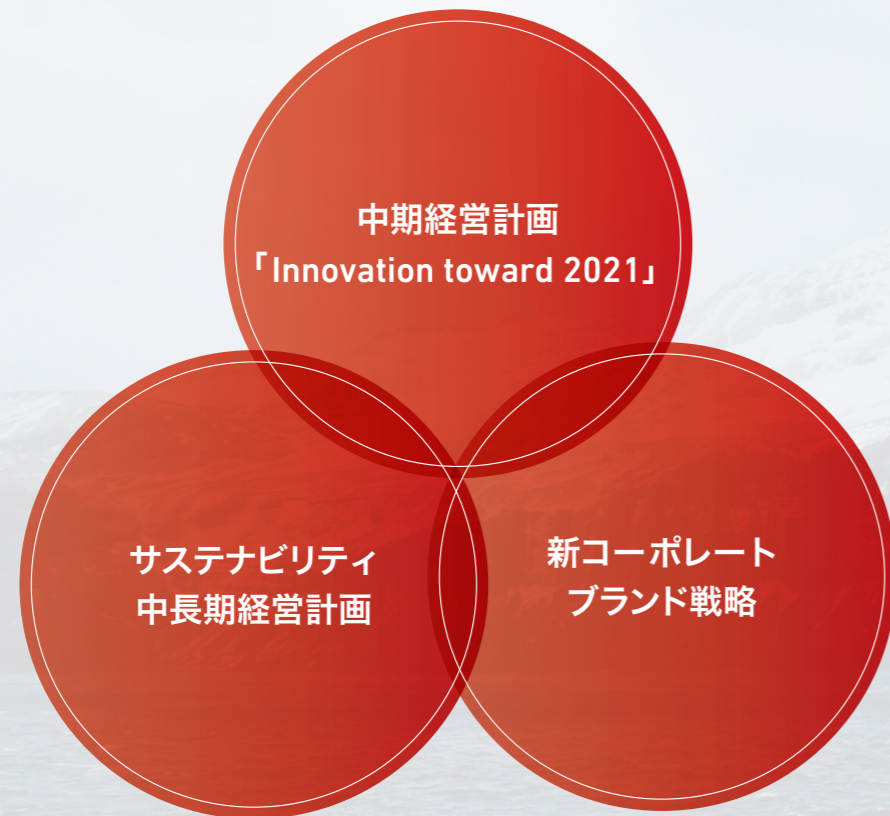 中期経営計画
「Innovation toward 2021」
サステナビリティ
中長期経営計画
新コーポレート
ブランド戦略